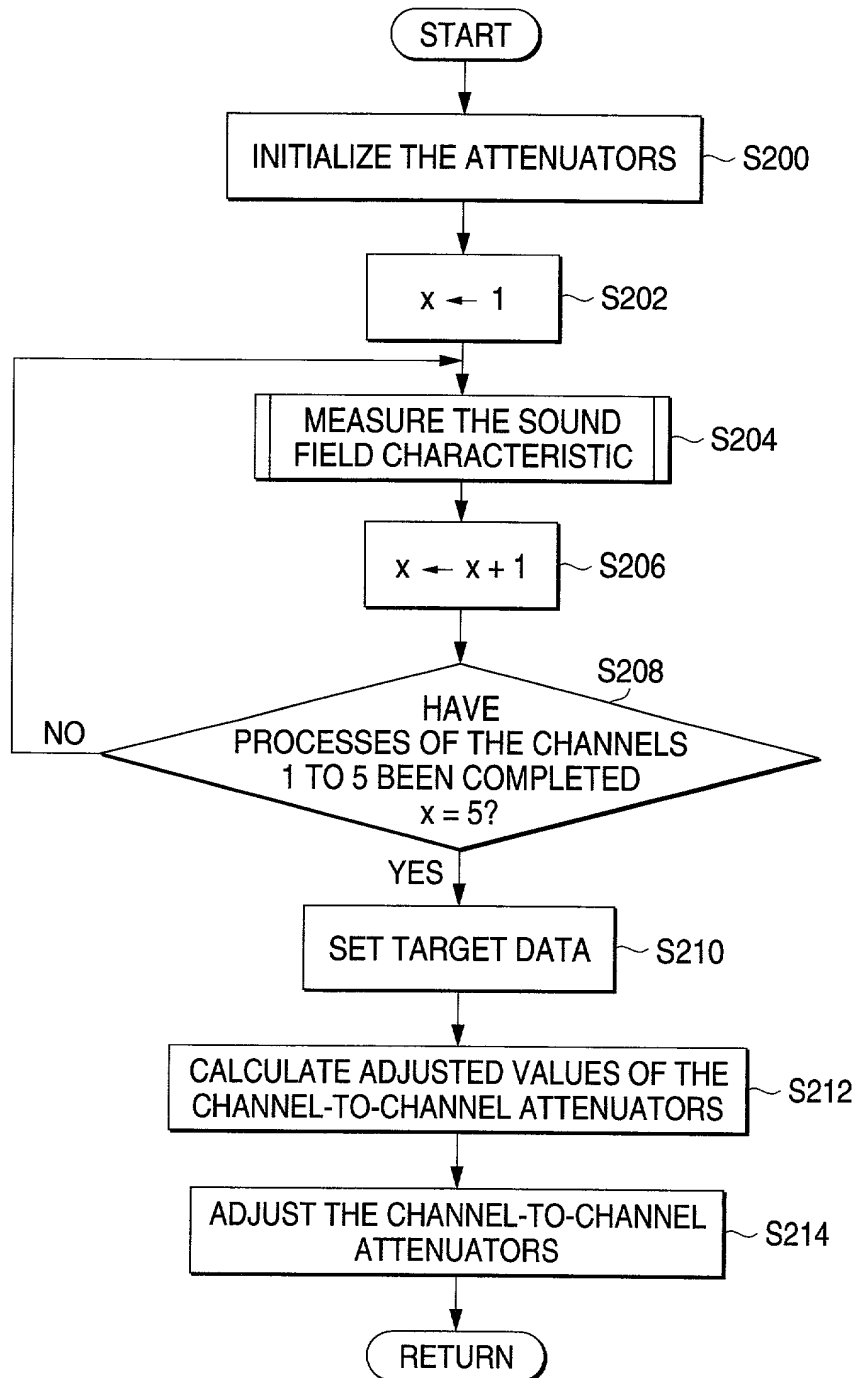 START
INITIALIZE THE ATTENUATORS
S200
x ← 1
S202
MEASURE THE SOUND
FIELD CHARACTERISTIC
S204
x ← x + 1
S206
S208
HAVE
PROCESSES OF THE CHANNELS
1 TO 5 BEEN COMPLETED
x = 5?
NO
YES
SET TARGET DATA
S210
CALCULATE ADJUSTED VALUES OF THE
CHANNEL-TO-CHANNEL ATTENUATORS
S212
ADJUST THE CHANNEL-TO-CHANNEL
ATTENUATORS
S214
RETURN